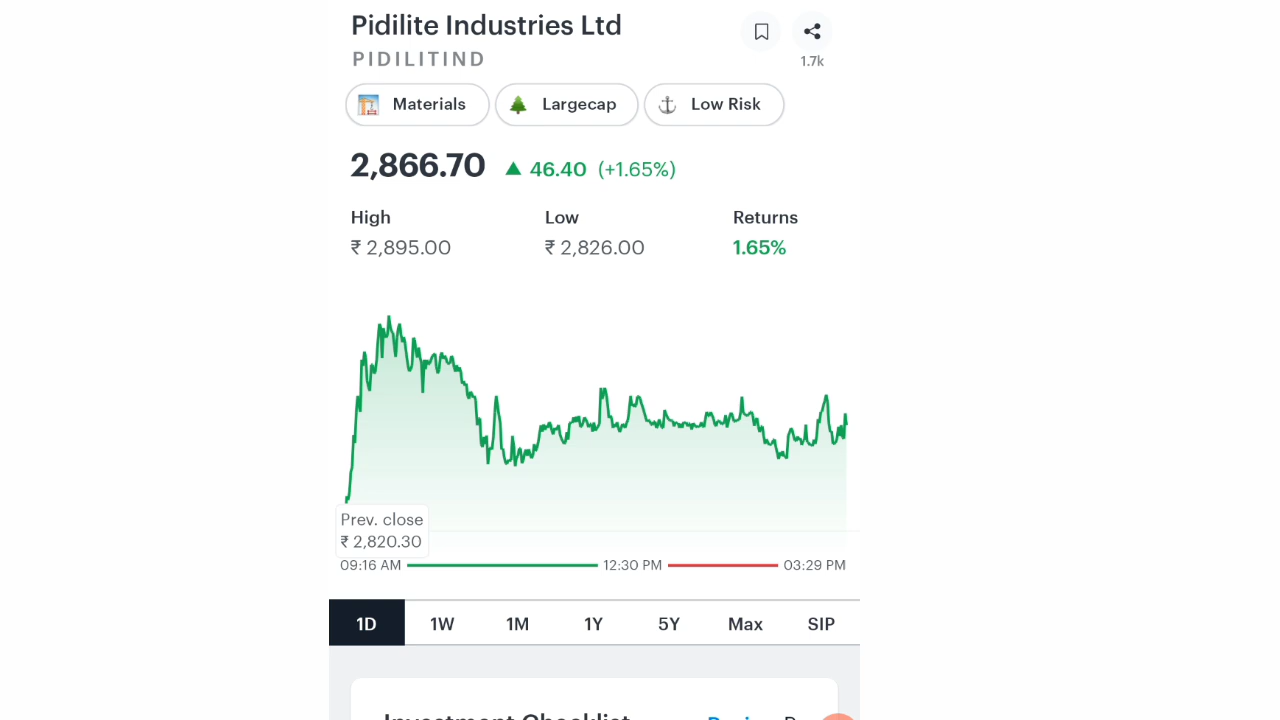 Pidilite Industries Ltd
PIDILITIND
1.7k
Materials Largecap Low Risk
2,866.70 ▲ 46.40 (+1.65%)
High Low Returns
₹ 2,895.00 ₹ 2,826.00 1.65%
Prev. close
₹ 2,820.30
09:16 AM 12:30 PM 03:29 PM
1D 1W 1M 1Y 5Y Max SIP
Investment Checklist